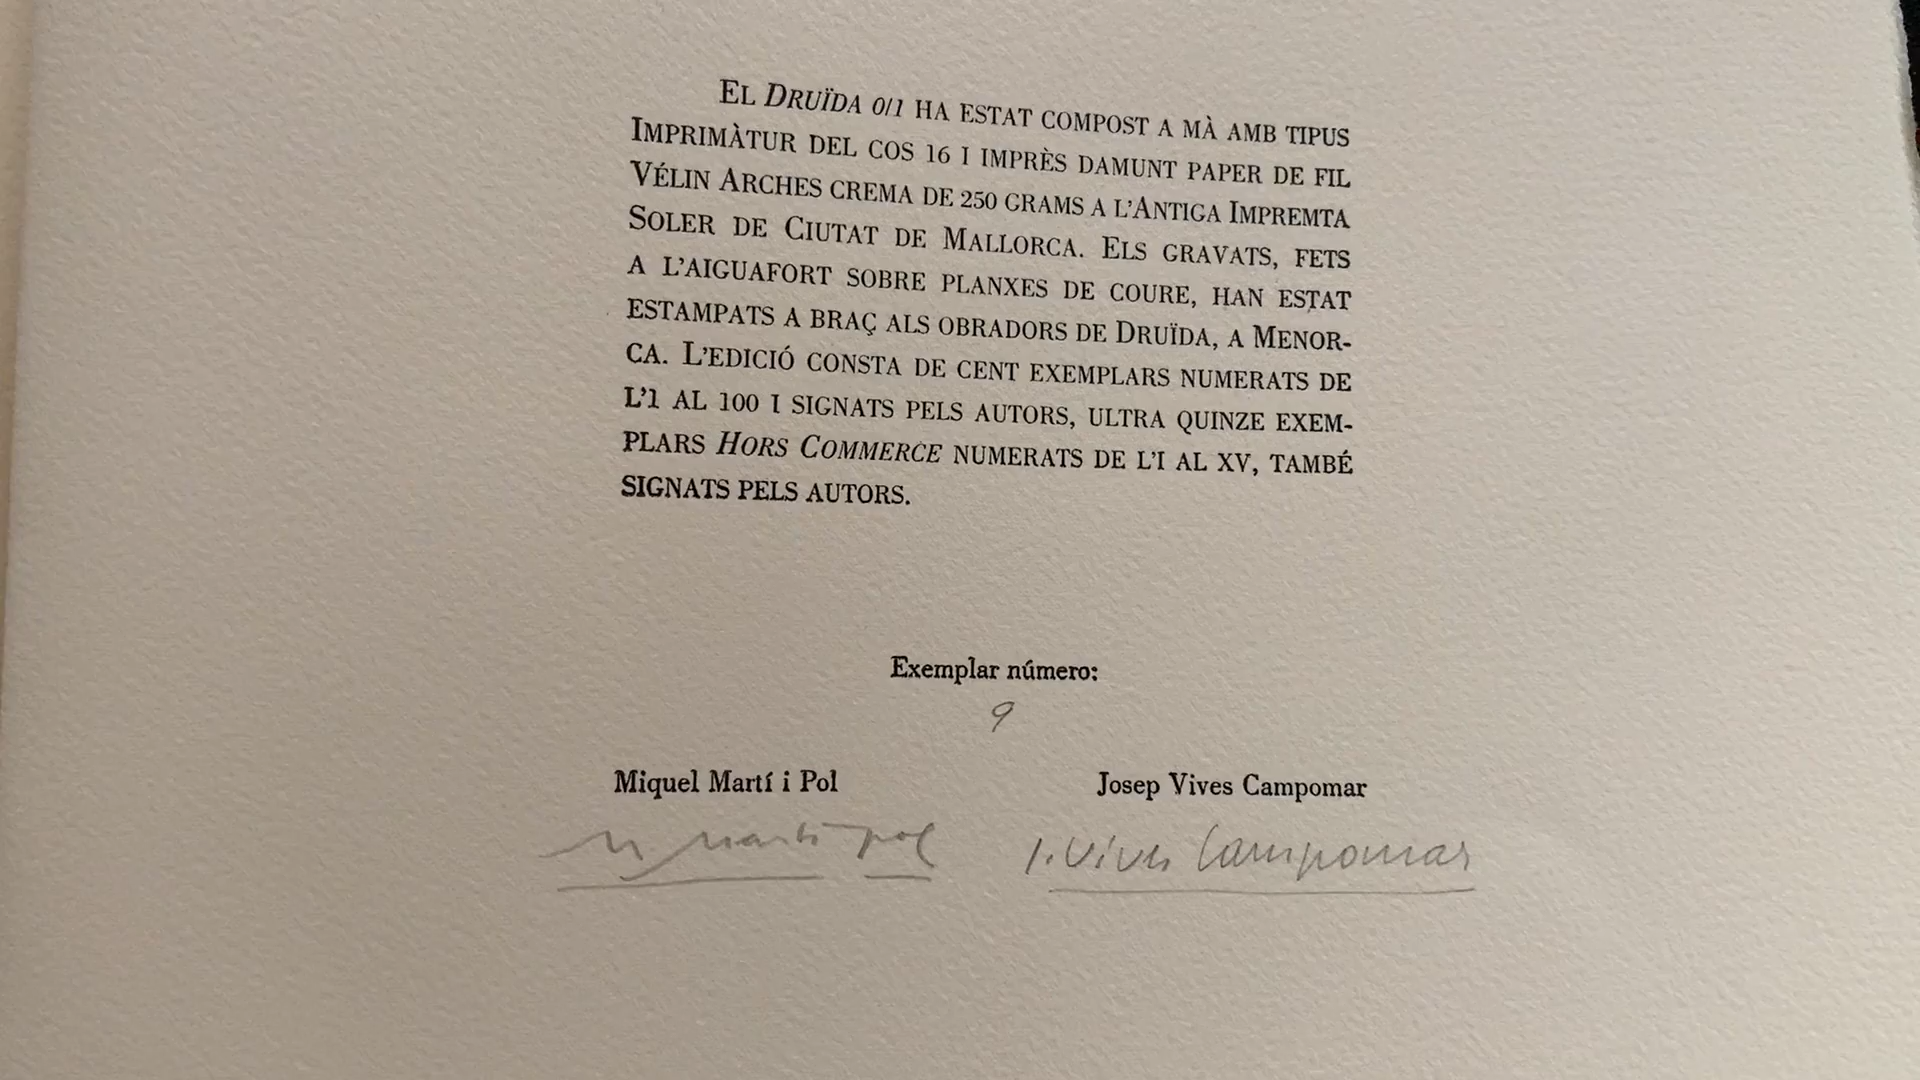 El Druïda 0/1 ha estat compost a mà amb tipus
Imprimàtur del cos 16 i imprès damunt paper de fil
Vélin Arches crema de 250 grams a l'Antiga Impremta
Soler de Ciutat de Mallorca. Els gravats, fets
a l'aiguafort sobre planxes de coure, han estat
estampats a braç als obradors de Druïda, a Menor-
ca. L'edició consta de cent exemplars numerats de
l'1 al 100 i signats pels autors, ultra quinze exem-
plars Hors Commerce numerats de l'I al XV, també
signats pels autors.
Exemplar número:
9
Miquel Martí i Pol
Josep Vives Campomar
M Martí Pol
J. Vives Campomar